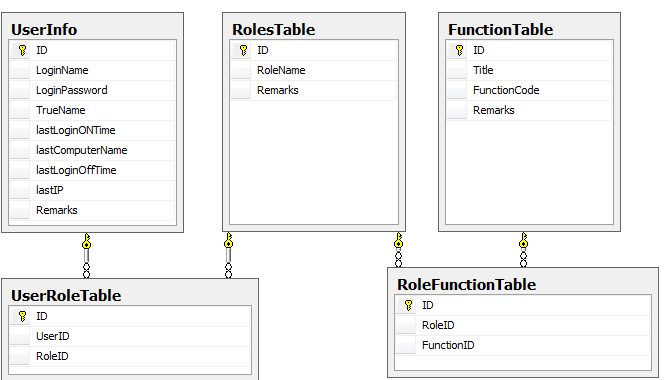 UserInfo
ID
LoginName
LoginPassword
TrueName
lastLoginONTime
lastComputerName
lastLoginOffTime
lastIP
Remarks
RolesTable
ID
RoleName
Remarks
FunctionTable
ID
Title
FunctionCode
Remarks
UserRoleTable
ID
UserID
RoleID
RoleFunctionTable
ID
RoleID
FunctionID